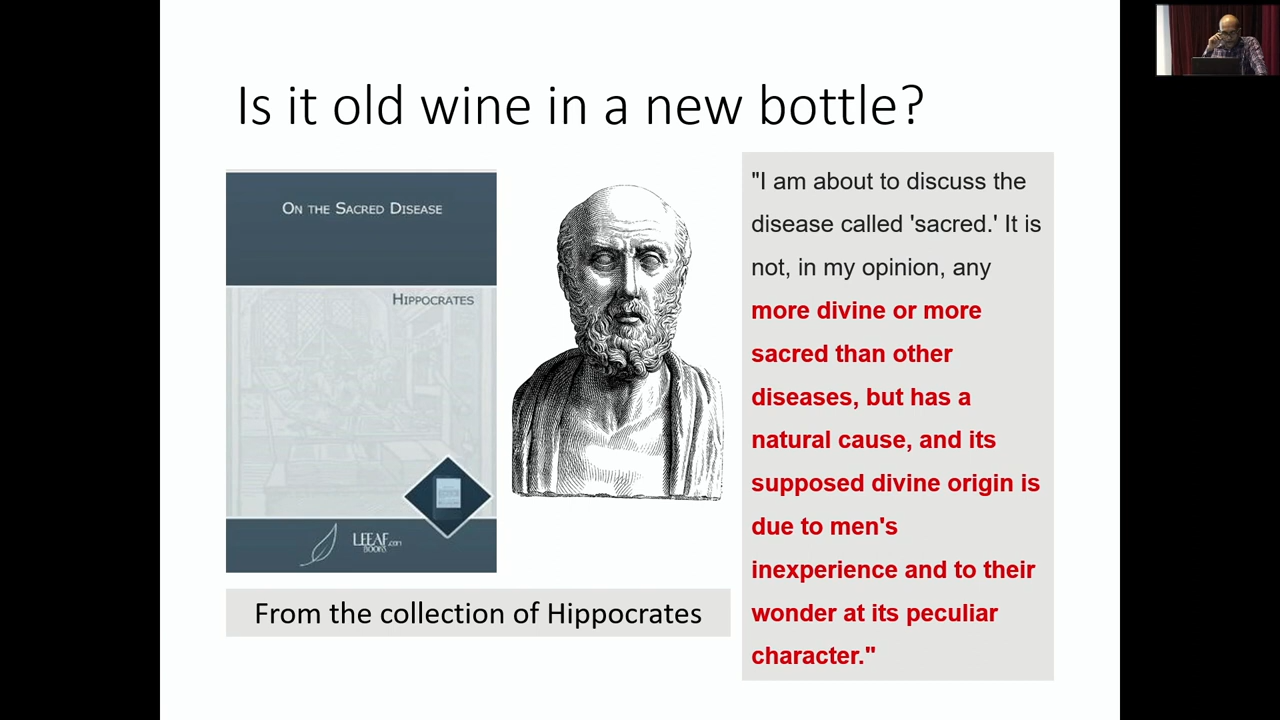 Is it old wine in a new bottle?
ON THE SACRED DISEASE
HIPPOCRATES
LEEAF.com
BOOKS
From the collection of Hippocrates
"I am about to discuss the
disease called 'sacred.' It is
not, in my opinion, any
more divine or more
sacred than other
diseases, but has a
natural cause, and its
supposed divine origin is
due to men's
inexperience and to their
wonder at its peculiar
character."